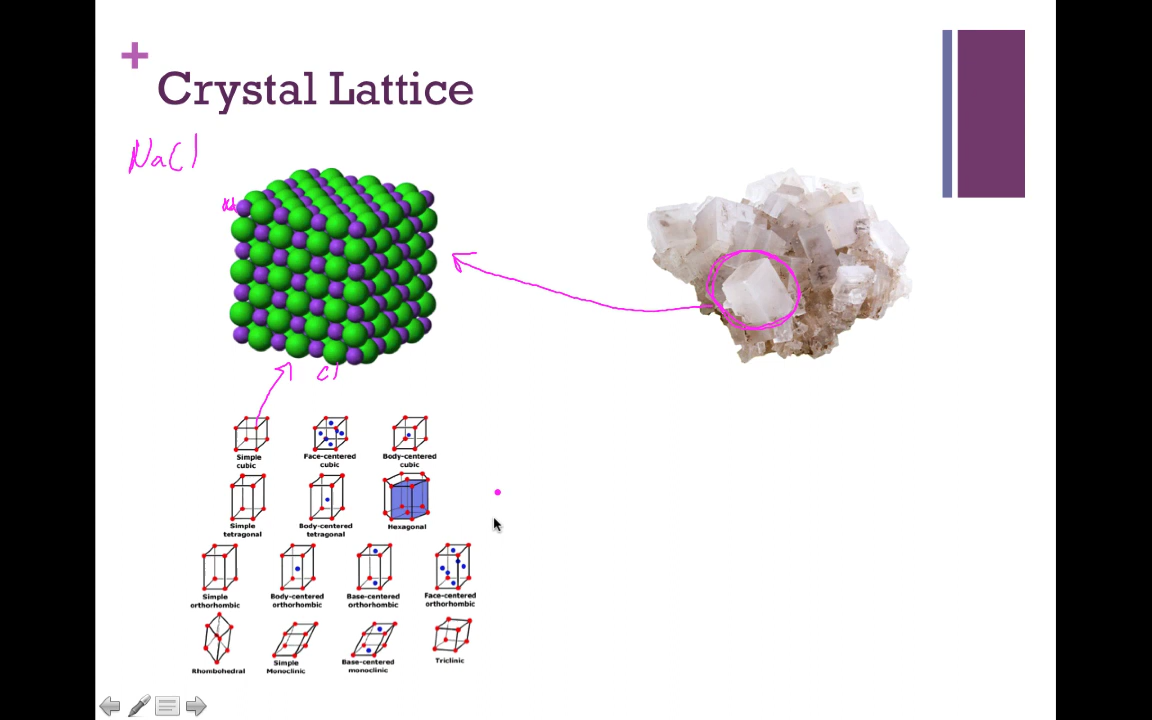 +
Crystal Lattice
NaCl
Cl
Simple
cubic
Face-centered
cubic
Body-centered
cubic
Simple
tetragonal
Body-centered
tetragonal
Hexagonal
Simple
orthorhombic
Body-centered
orthorhombic
Base-centered
orthorhombic
Face-centered
orthorhombic
Rhombohedral
Simple
Monoclinic
Base-centered
monoclinic
Triclinic